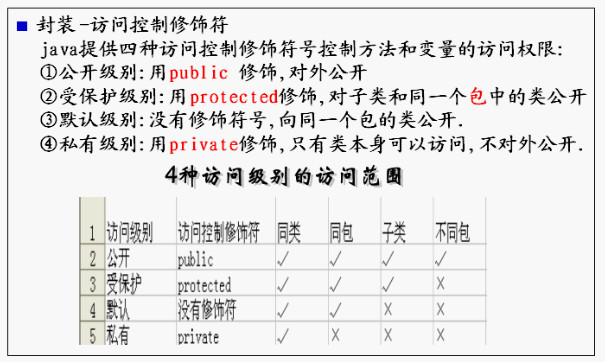 封装-访问控制修饰符
java提供四种访问控制修饰符号控制方法和变量的访问权限:
①公开级别:用public 修饰,对外公开
②受保护级别:用protected修饰,对子类和同一个包中的类公开
③默认级别:没有修饰符号,向同一个包的类公开.
④私有级别:用private修饰,只有类本身可以访问,不对外公开.
4种访问级别的访问范围
1 访问级别 访问控制修饰符 同类 同包 子类 不同包
2 公开 public ✓ ✓ ✓ ✓
3 受保护 protected ✓ ✓ ✓ ×
4 默认 没有修饰符 ✓ ✓ × ×
5 私有 private ✓ × × ×